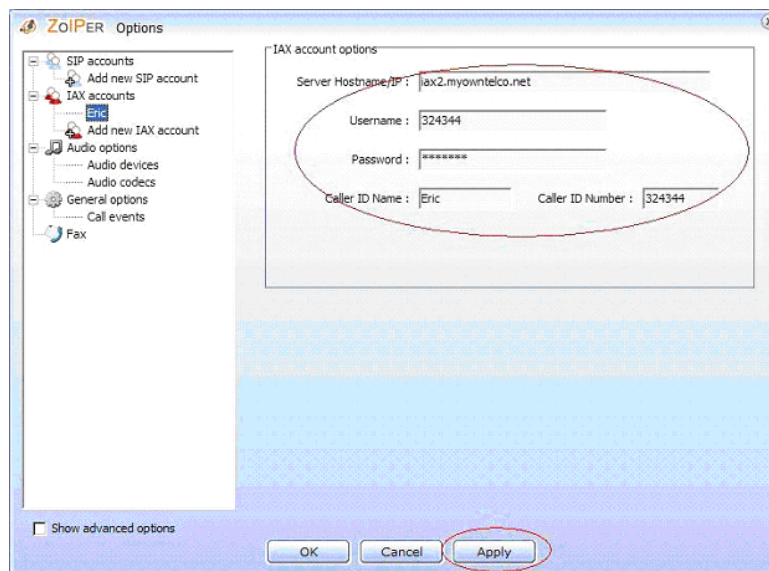 ZOIPER Options
SIP accounts
Add new SIP account
IAX accounts
Eric
Add new IAX account
Audio options
Audio devices
Audio codecs
General options
Call events
Fax
Show advanced options
IAX account options
Server Hostname/IP : iax2.myowntelco.net
Username : 324344
Password : *******
Caller ID Name : Eric Caller ID Number : 324344
OK Cancel Apply